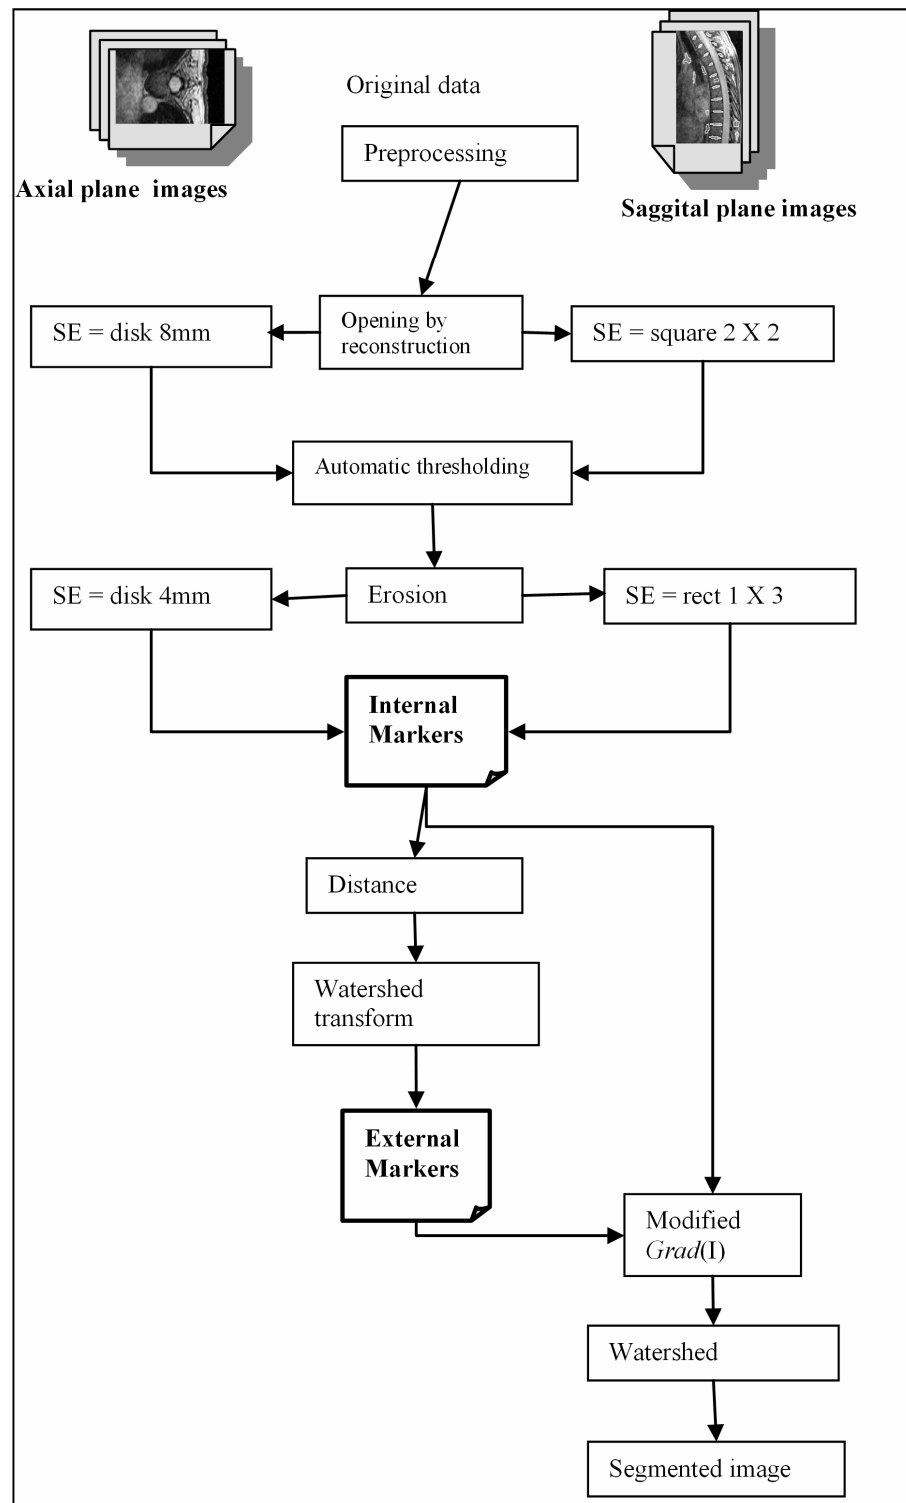 Original data
Preprocessing
Axial plane  images
Saggital plane images
SE = disk 8mm
Opening by
reconstruction
SE = square 2 X 2
Automatic thresholding
SE = disk 4mm
Erosion
SE = rect 1 X 3
Internal
Markers
Distance
Watershed
transform
External
Markers
Modified
Grad(I)
Watershed
Segmented image